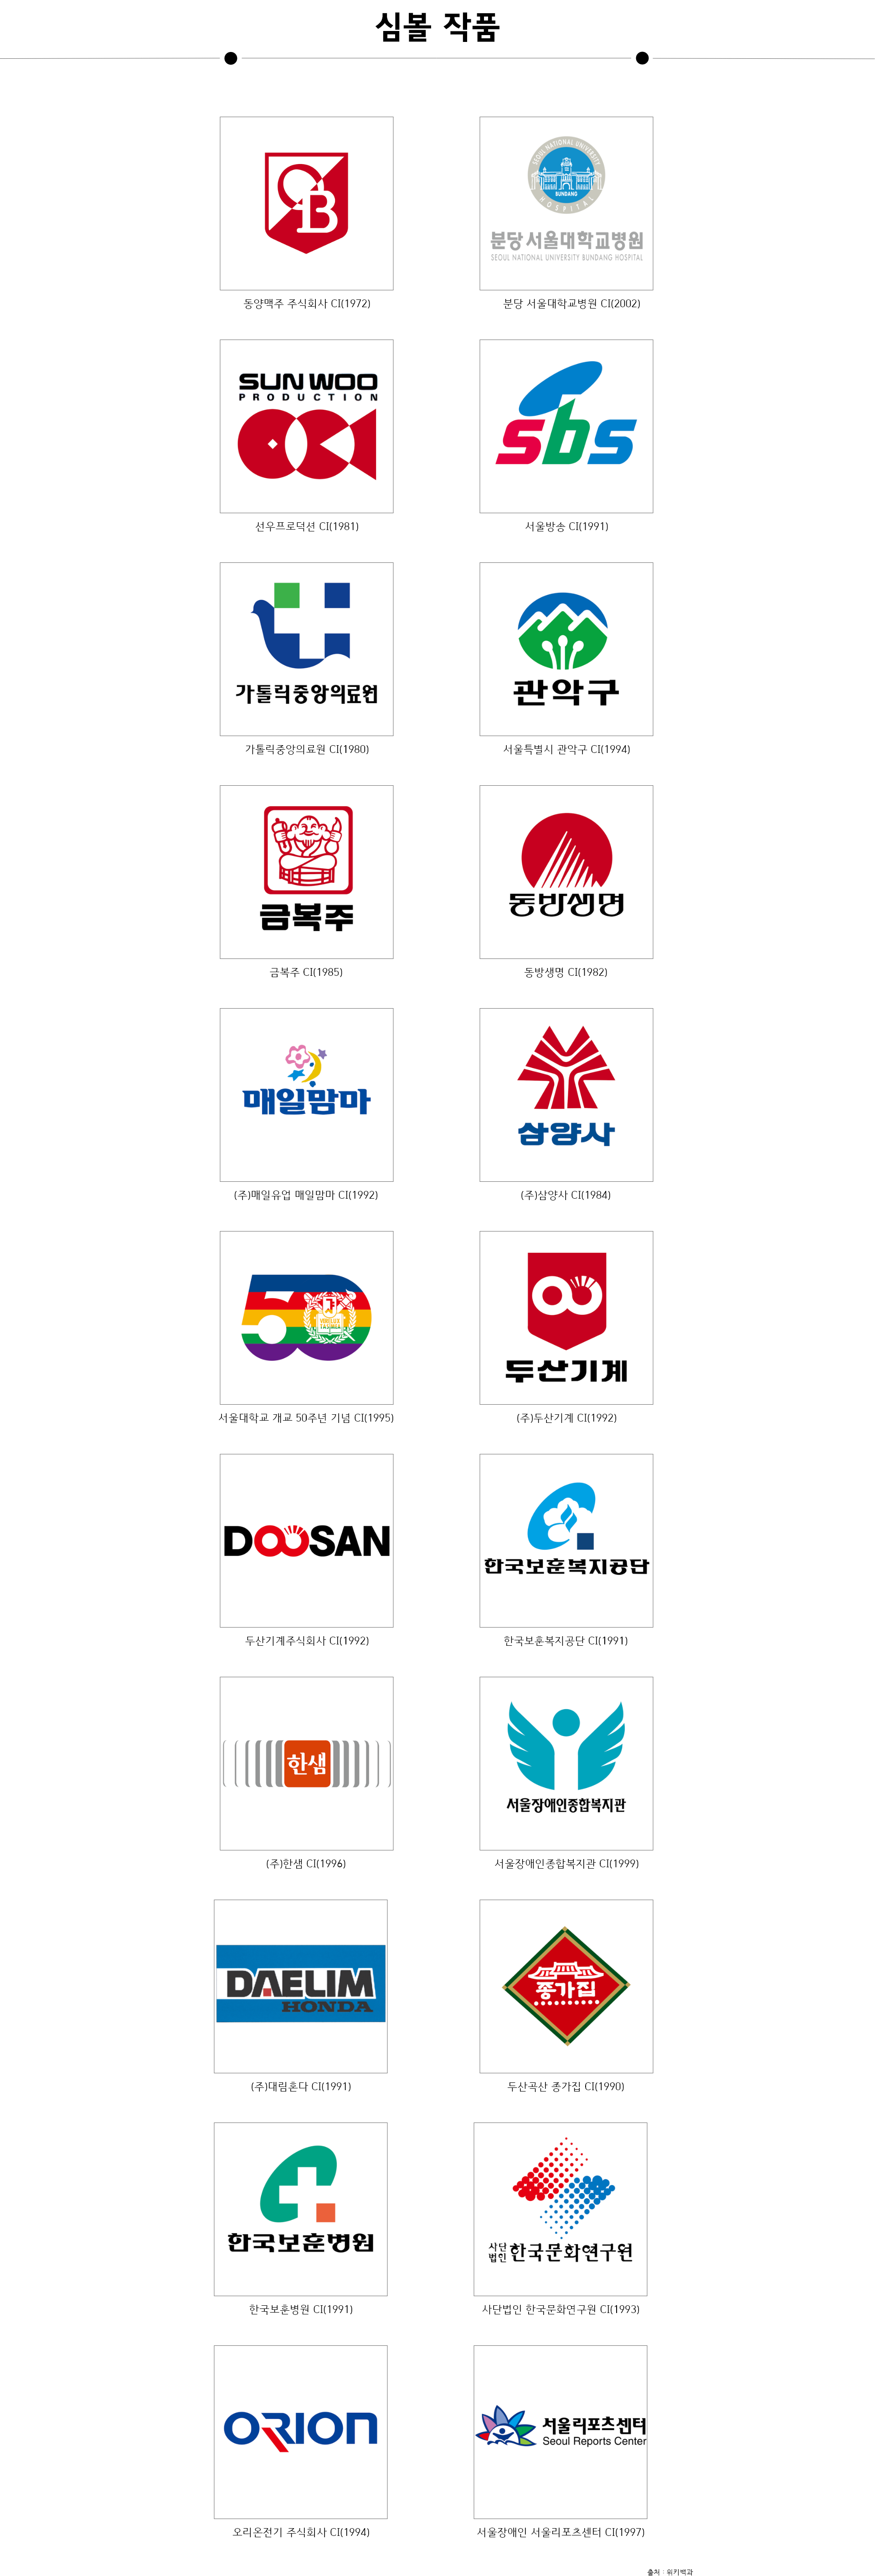 심볼 작품
B
SEOUL NATIONAL UNIVERSITY
BUNDANG
HOSPITAL
분당서울대학교병원
SEOUL NATIONAL UNIVERSITY BUNDANG HOSPITAL
동양맥주 주식회사 CI(1972)
분당 서울대학교병원 CI(2002)
SUN WOO
PRODUCTION
sbs
선우프로덕션 CI(1981)
서울방송 CI(1991)
가톨릭중앙의료원
관악구
가톨릭중앙의료원 CI(1980)
서울특별시 관악구 CI(1994)
금복주
동방생명
금복주 CI(1985)
동방생명 CI(1982)
매일맘마
삼양사
(주)매일유업 매일맘마 CI(1992)
(주)삼양사 CI(1984)
50
두산기계
서울대학교 개교 50주년 기념 CI(1995)
(주)두산기계 CI(1992)
DOOSAN
한국보훈복지공단
두산기계주식회사 CI(1992)
한국보훈복지공단 CI(1991)
한샘
서울장애인종합복지관
(주)한샘 CI(1996)
서울장애인종합복지관 CI(1999)
DAELIM
HONDA
종가집
(주)대림혼다 CI(1991)
두산곡산 종가집 CI(1990)
한국보훈병원
사단
법인 한국문화연구원
한국보훈병원 CI(1991)
사단법인 한국문화연구원 CI(1993)
ORION
서울리포츠센터
Seoul Reports Center
오리온전기 주식회사 CI(1994)
서울장애인 서울리포츠센터 CI(1997)
출처 : 위키백과